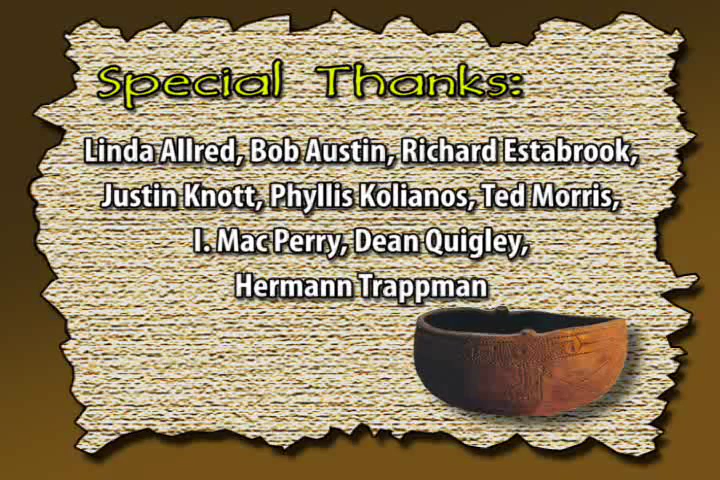 Special Thanks:
Linda Allred, Bob Austin, Richard Estabrook,
Justin Knott, Phyllis Kolianos, Ted Morris,
I. Mac Perry, Dean Quigley,
Hermann Trappman